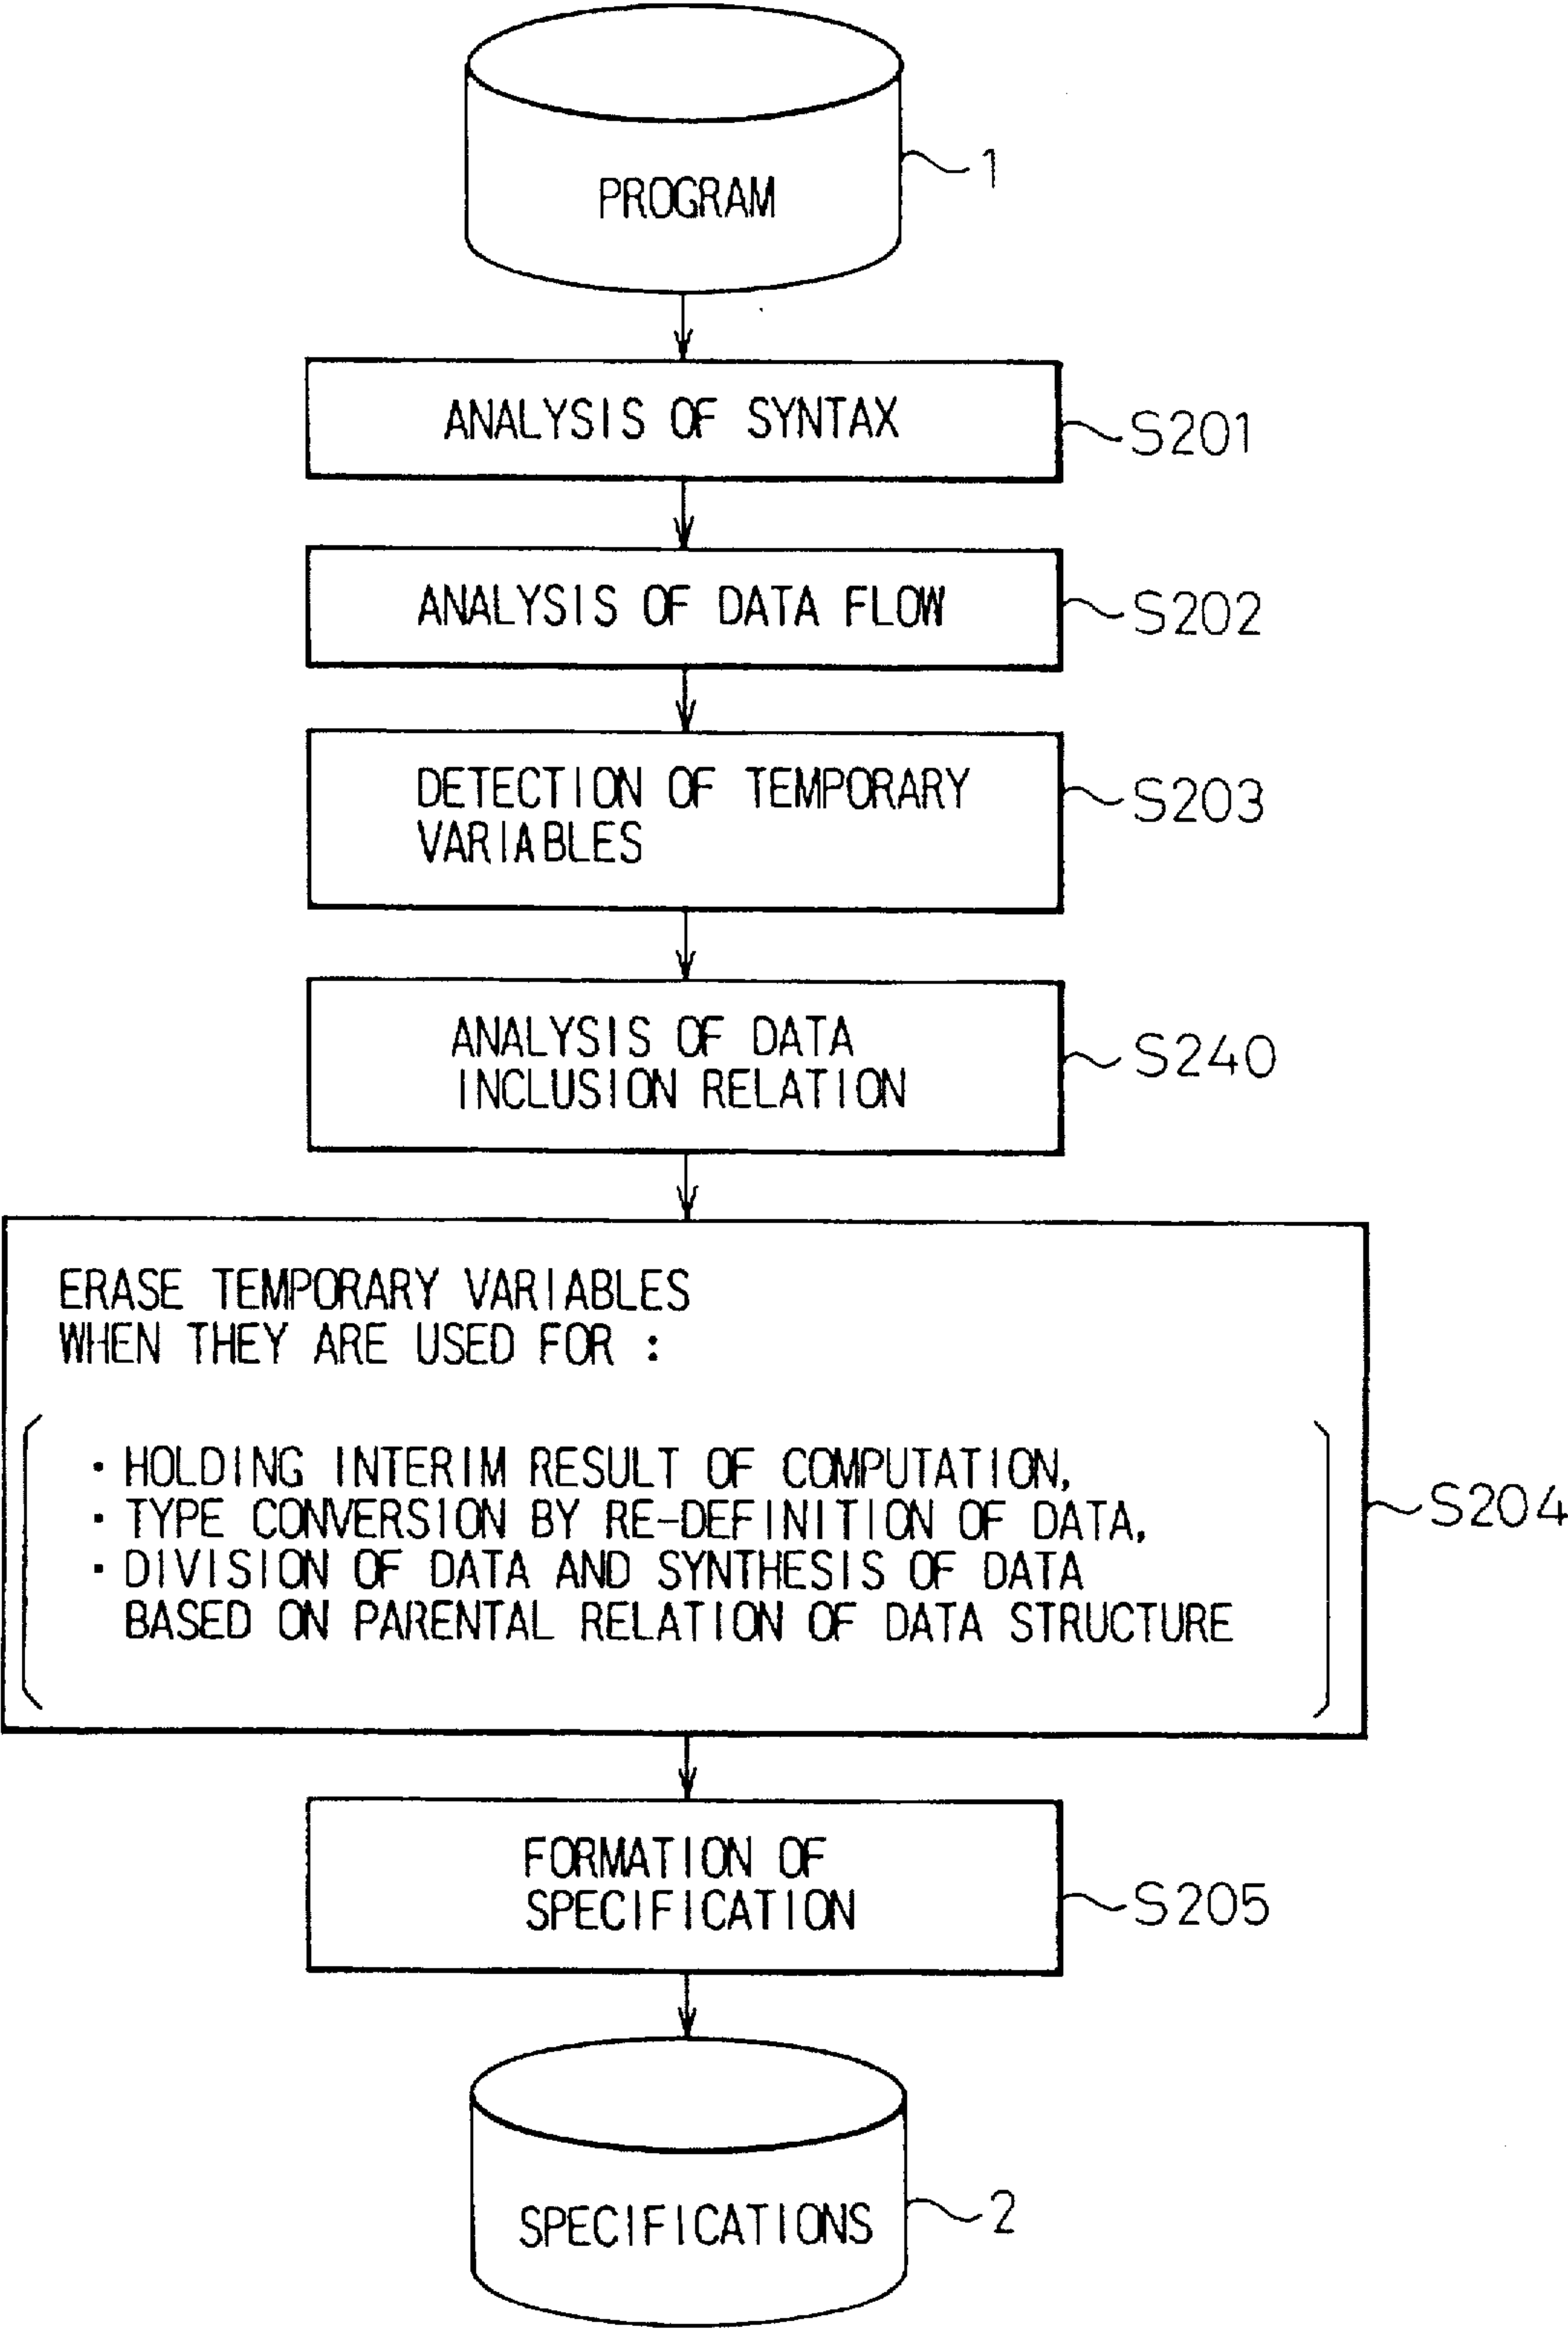 PROGRAM
1
ANALYSIS OF SYNTAX
S201
ANALYSIS OF DATA FLOW
S202
DETECTION OF TEMPORARY
VARIABLES
S203
ANALYSIS OF DATA
INCLUSION RELATION
S240
ERASE TEMPORARY VARIABLES
WHEN THEY ARE USED FOR :
· HOLDING INTERIM RESULT OF COMPUTATION,
· TYPE CONVERSION BY RE-DEFINITION OF DATA,
· DIVISION OF DATA AND SYNTHESIS OF DATA
BASED ON PARENTAL RELATION OF DATA STRUCTURE
S204
FORMATION OF
SPECIFICATION
S205
SPECIFICATIONS
2